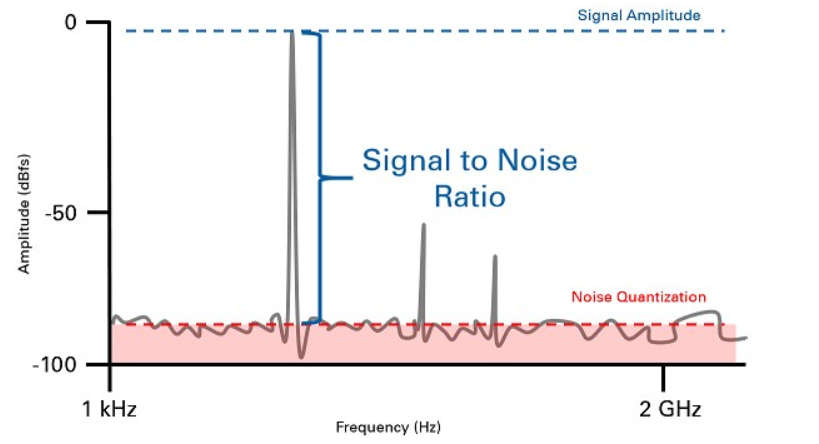 Signal Amplitude
0
Signal to Noise
Ratio
Amplitude (dBfs)
-50
Noise Quantization
-100
1 kHz
2 GHz
Frequency (Hz)